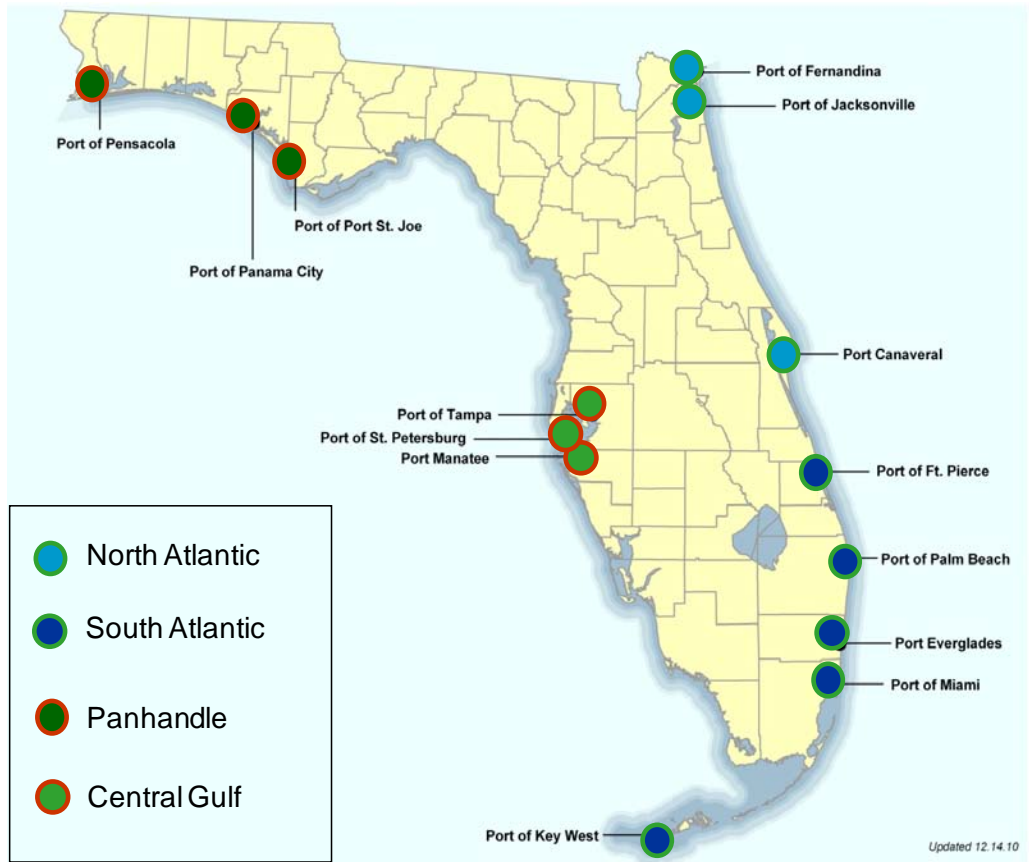 Port of Fernandina
Port of Jacksonville
Port of Pensacola
Port of Port St. Joe
Port of Panama City
Port Canaveral
Port of Tampa
Port of St. Petersburg
Port Manatee
Port of Ft. Pierce
North Atlantic
Port of Palm Beach
South Atlantic
Port Everglades
Port of Miami
Panhandle
Central Gulf
Port of Key West
Updated 12.14.10